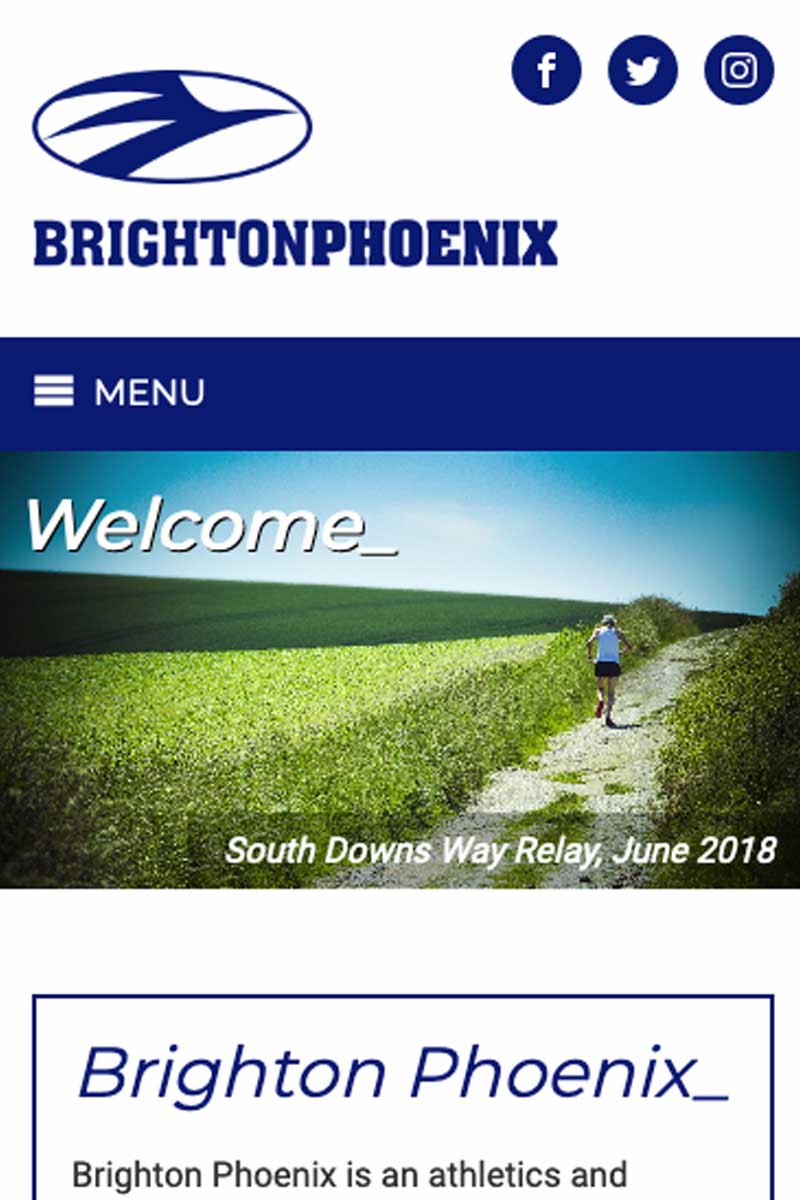 BRIGHTONPHOENIX
MENU
Welcome_
South Downs Way Relay, June 2018
Brighton Phoenix_
Brighton Phoenix is an athletics and